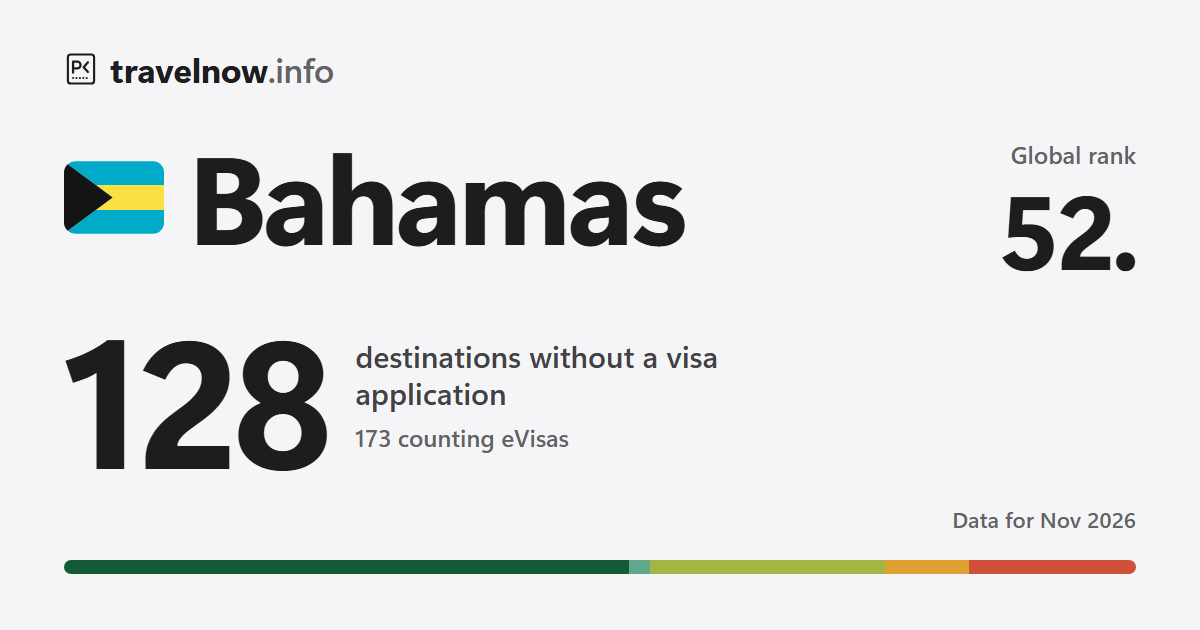 travelnow.info
Bahamas
Global rank
52.
128
destinations without a visa
application
173 counting eVisas
Data for Nov 2026